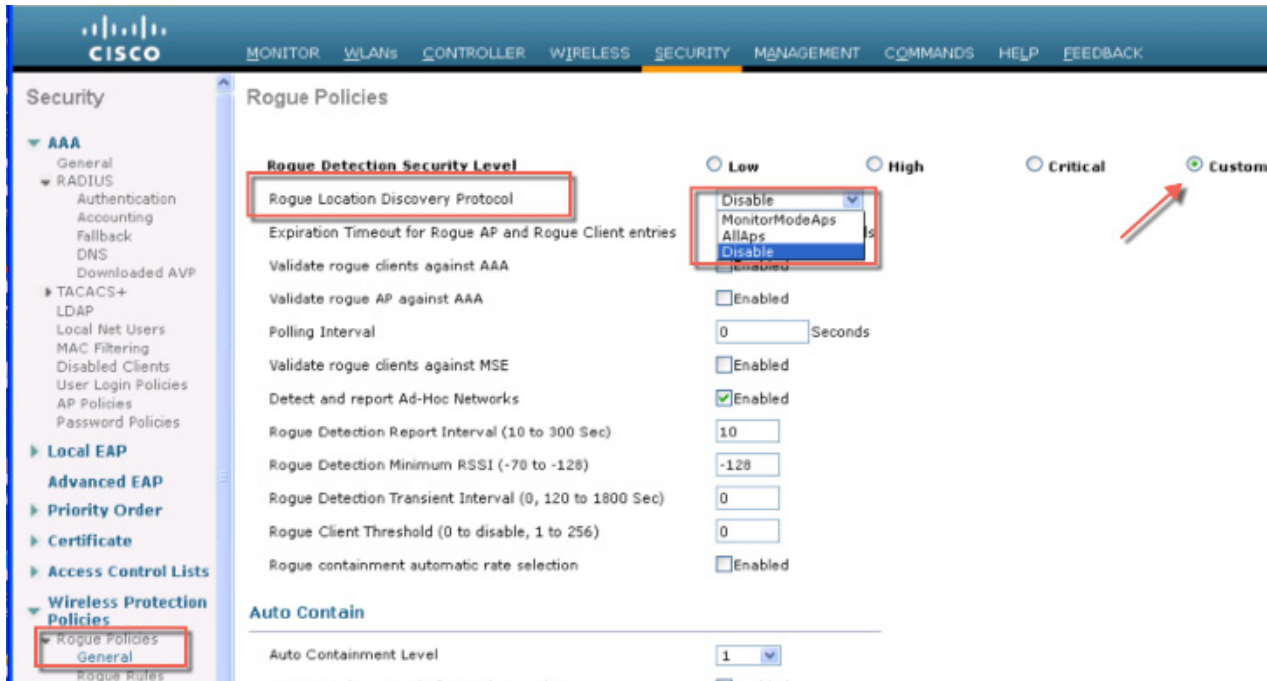 CISCO
MONITOR WLANs CONTROLLER WIRELESS SECURITY MANAGEMENT COMMANDS HELP FEEDBACK
Security
AAA
General
RADIUS
Authentication
Accounting
Fallback
DNS
Downloaded AVP
TACACS+
LDAP
Local Net Users
MAC Filtering
Disabled Clients
User Login Policies
AP Policies
Password Policies
Local EAP
Advanced EAP
Priority Order
Certificate
Access Control Lists
Wireless Protection
Policies
Rogue Policies
General
Rogue Rules
Rogue Policies
Rogue Detection Security Level Low High Critical Custom
Rogue Location Discovery Protocol Disable
MonitorModeAps
AllAps
Disable
Expiration Timeout for Rogue AP and Rogue Client entries
Validate rogue clients against AAA Enabled
Validate rogue AP against AAA Enabled
Polling Interval 0 Seconds
Validate rogue clients against MSE Enabled
Detect and report Ad-Hoc Networks Enabled
Rogue Detection Report Interval (10 to 300 Sec) 10
Rogue Detection Minimum RSSI (-70 to -128) -128
Rogue Detection Transient Interval (0, 120 to 1800 Sec) 0
Rogue Client Threshold (0 to disable, 1 to 256) 0
Rogue containment automatic rate selection Enabled
Auto Contain
Auto Containment Level 1